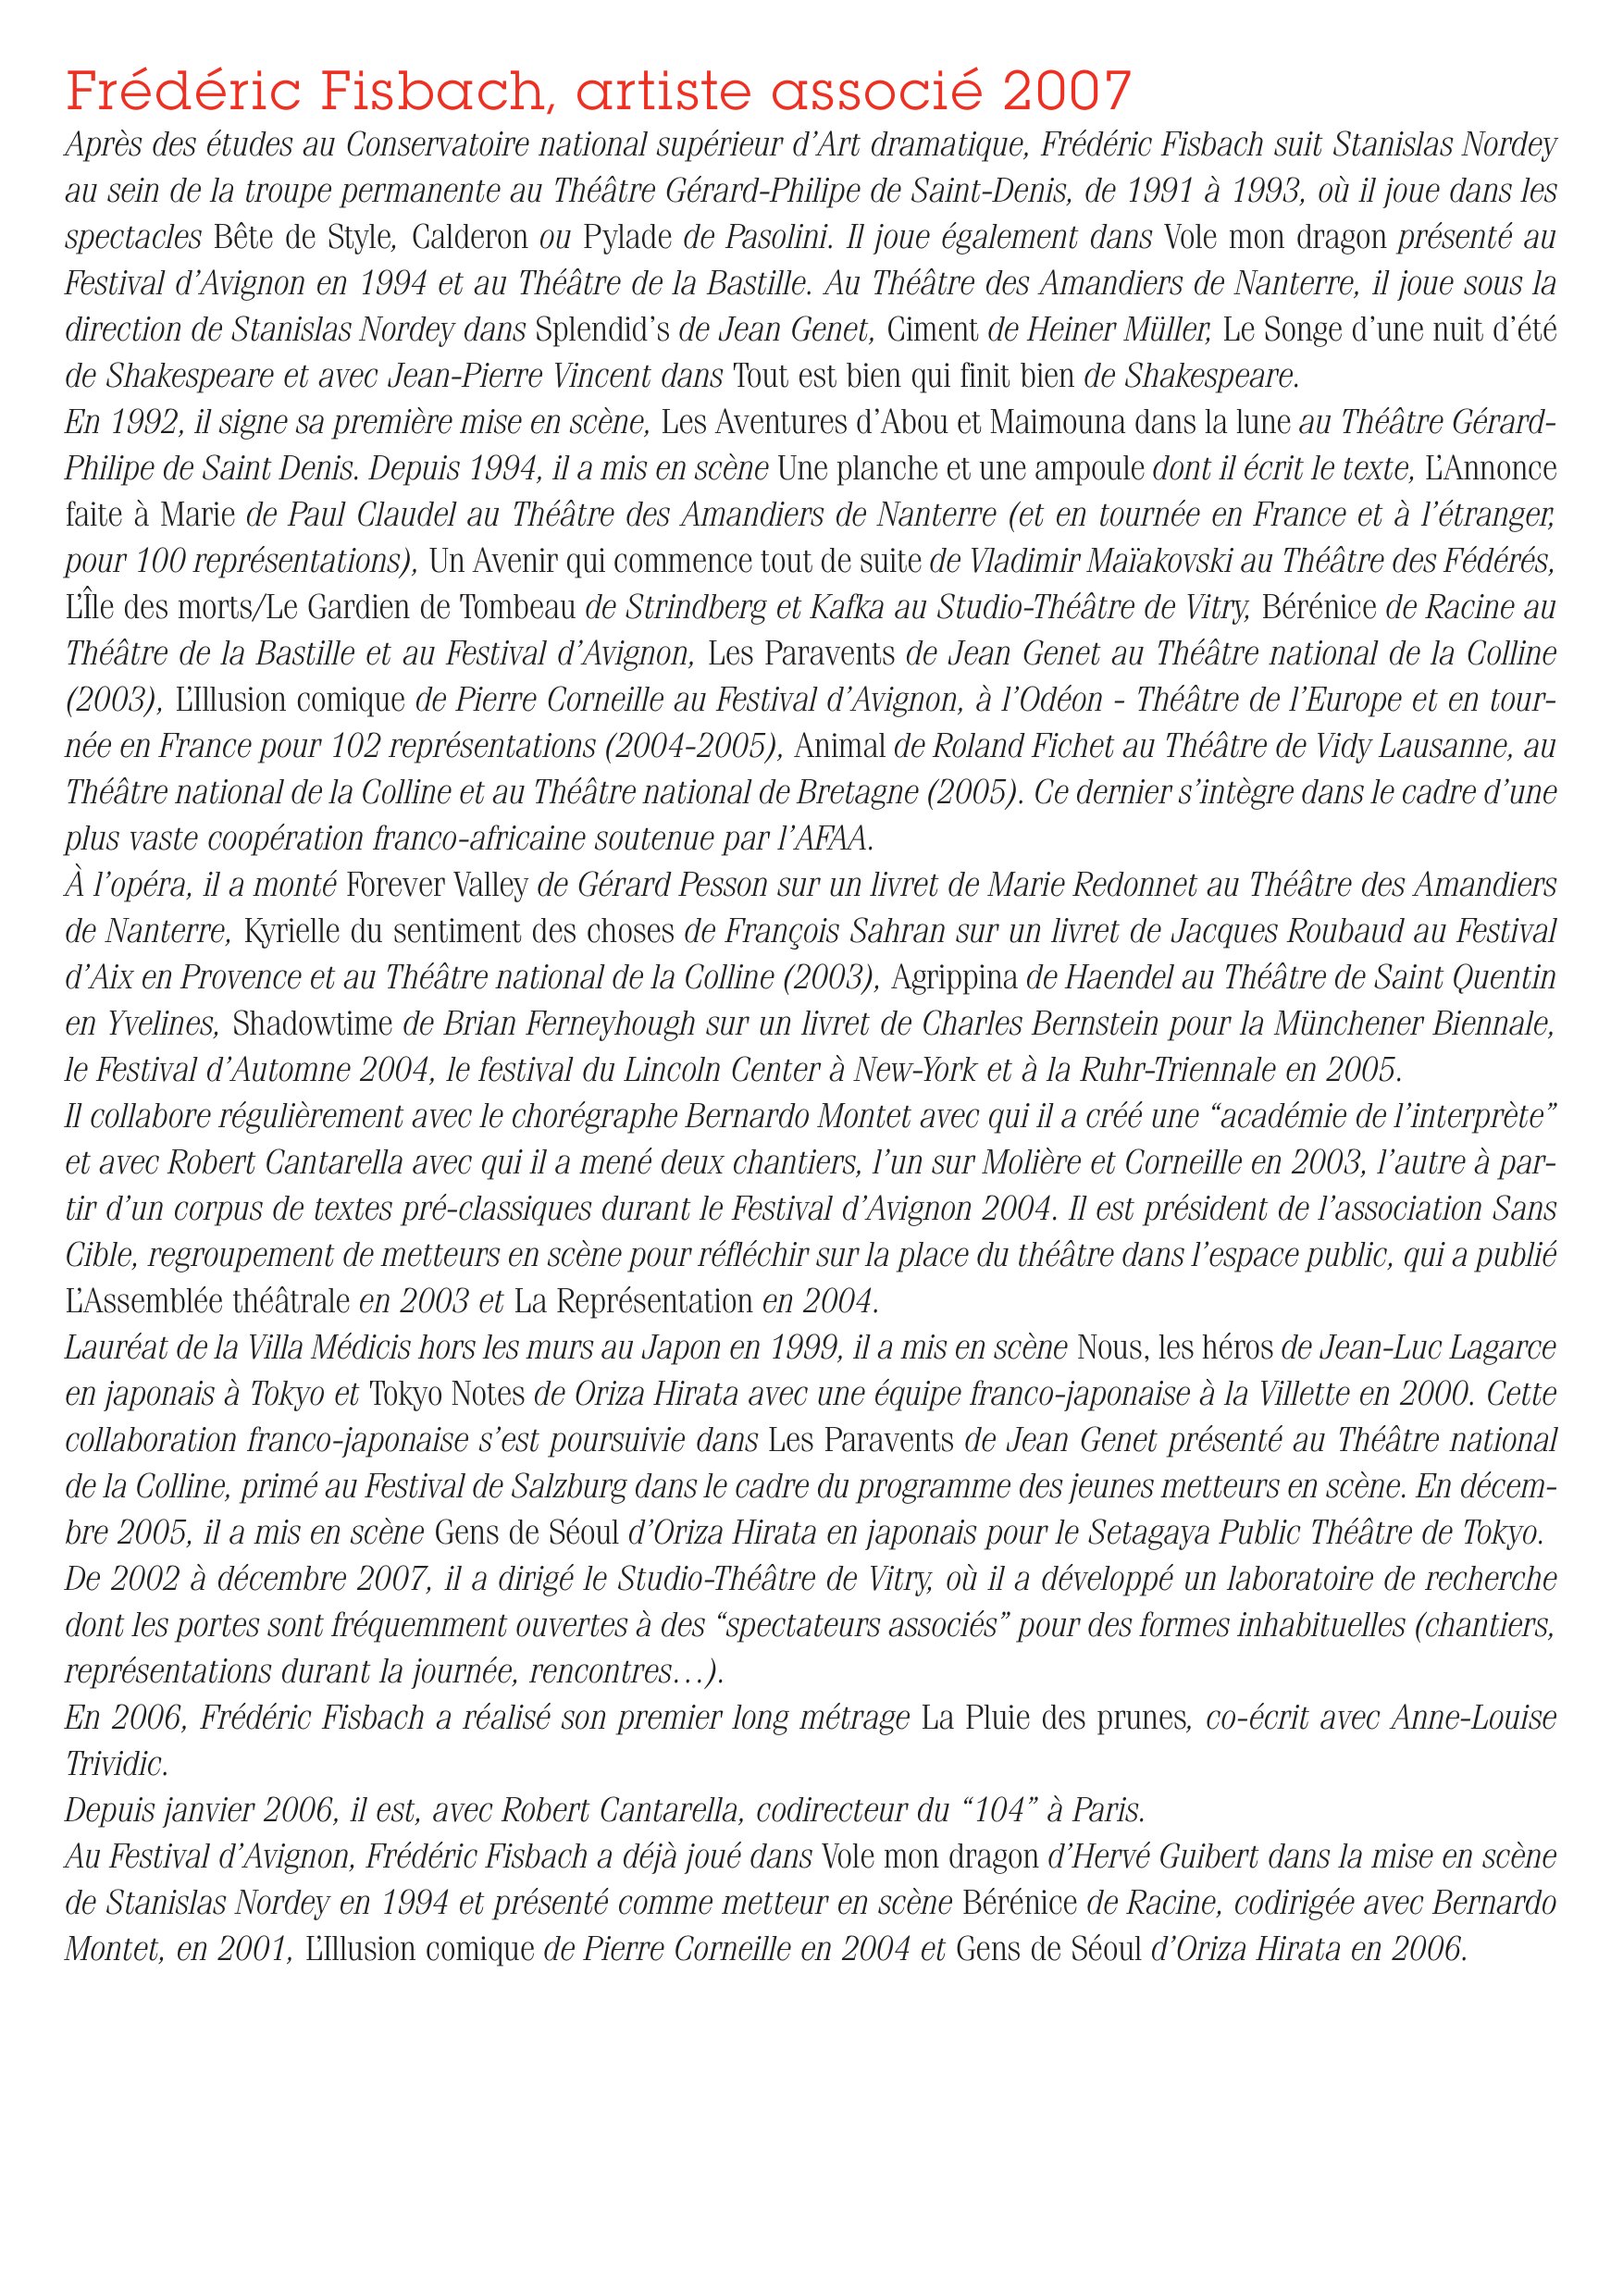 Frédéric Fisbach, artiste associé 2007
Après des études au Conservatoire national supérieur d’Art dramatique, Frédéric Fisbach suit Stanislas Nordey
au sein de la troupe permanente au Théâtre Gérard-Philipe de Saint-Denis, de 1991 à 1993, où il joue dans les
spectacles Bête de Style, Calderon ou Pylade de Pasolini. Il joue également dans Vole mon dragon présenté au
Festival d’Avignon en 1994 et au Théâtre de la Bastille. Au Théâtre des Amandiers de Nanterre, il joue sous la
direction de Stanislas Nordey dans Splendid’s de Jean Genet, Ciment de Heiner Müller, Le Songe d’une nuit d’été
de Shakespeare et avec Jean-Pierre Vincent dans Tout est bien qui finit bien de Shakespeare.
En 1992, il signe sa première mise en scène, Les Aventures d’Abou et Maimouna dans la lune au Théâtre Gérard-
Philipe de Saint Denis. Depuis 1994, il a mis en scène Une planche et une ampoule dont il écrit le texte, L’Annonce
faite à Marie de Paul Claudel au Théâtre des Amandiers de Nanterre (et en tournée en France et à l’étranger,
pour 100 représentations), Un Avenir qui commence tout de suite de Vladimir Maïakovski au Théâtre des Fédérés,
L’Île des morts/Le Gardien de Tombeau de Strindberg et Kafka au Studio-Théâtre de Vitry, Bérénice de Racine au
Théâtre de la Bastille et au Festival d’Avignon, Les Paravents de Jean Genet au Théâtre national de la Colline
(2003), L’Illusion comique de Pierre Corneille au Festival d’Avignon, à l’Odéon - Théâtre de l’Europe et en tour-
née en France pour 102 représentations (2004-2005), Animal de Roland Fichet au Théâtre de Vidy Lausanne, au
Théâtre national de la Colline et au Théâtre national de Bretagne (2005). Ce dernier s’intègre dans le cadre d’une
plus vaste coopération franco-africaine soutenue par l’AFAA.
À l’opéra, il a monté Forever Valley de Gérard Pesson sur un livret de Marie Redonnet au Théâtre des Amandiers
de Nanterre, Kyrielle du sentiment des choses de François Sahran sur un livret de Jacques Roubaud au Festival
d’Aix en Provence et au Théâtre national de la Colline (2003), Agrippina de Haendel au Théâtre de Saint Quentin
en Yvelines, Shadowtime de Brian Ferneyhough sur un livret de Charles Bernstein pour la Münchener Biennale,
le Festival d’Automne 2004, le festival du Lincoln Center à New-York et à la Ruhr-Triennale en 2005.
Il collabore régulièrement avec le chorégraphe Bernardo Montet avec qui il a créé une “académie de l’interprète”
et avec Robert Cantarella avec qui il a mené deux chantiers, l’un sur Molière et Corneille en 2003, l’autre à par-
tir d’un corpus de textes pré-classiques durant le Festival d’Avignon 2004. Il est président de l’association Sans
Cible, regroupement de metteurs en scène pour réfléchir sur la place du théâtre dans l’espace public, qui a publié
L’Assemblée théâtrale en 2003 et La Représentation en 2004.
Lauréat de la Villa Médicis hors les murs au Japon en 1999, il a mis en scène Nous, les héros de Jean-Luc Lagarce
en japonais à Tokyo et Tokyo Notes de Oriza Hirata avec une équipe franco-japonaise à la Villette en 2000. Cette
collaboration franco-japonaise s’est poursuivie dans Les Paravents de Jean Genet présenté au Théâtre national
de la Colline, primé au Festival de Salzburg dans le cadre du programme des jeunes metteurs en scène. En décem-
bre 2005, il a mis en scène Gens de Séoul d’Oriza Hirata en japonais pour le Setagaya Public Théâtre de Tokyo.
De 2002 à décembre 2007, il a dirigé le Studio-Théâtre de Vitry, où il a développé un laboratoire de recherche
dont les portes sont fréquemment ouvertes à des “spectateurs associés” pour des formes inhabituelles (chantiers,
représentations durant la journée, rencontres…).
En 2006, Frédéric Fisbach a réalisé son premier long métrage La Pluie des prunes, co-écrit avec Anne-Louise
Trividic.
Depuis janvier 2006, il est, avec Robert Cantarella, codirecteur du “104” à Paris.
Au Festival d’Avignon, Frédéric Fisbach a déjà joué dans Vole mon dragon d’Hervé Guibert dans la mise en scène
de Stanislas Nordey en 1994 et présenté comme metteur en scène Bérénice de Racine, codirigée avec Bernardo
Montet, en 2001, L’Illusion comique de Pierre Corneille en 2004 et Gens de Séoul d’Oriza Hirata en 2006.